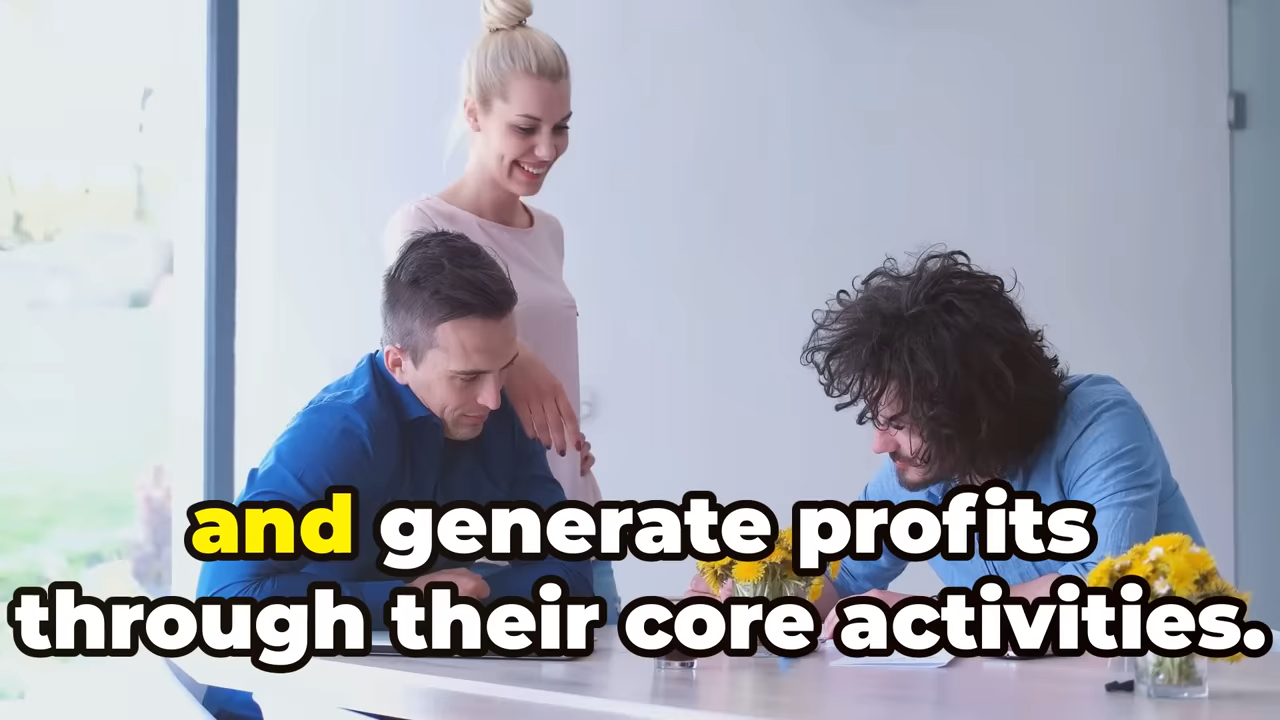 and generate profits
through their core activities.